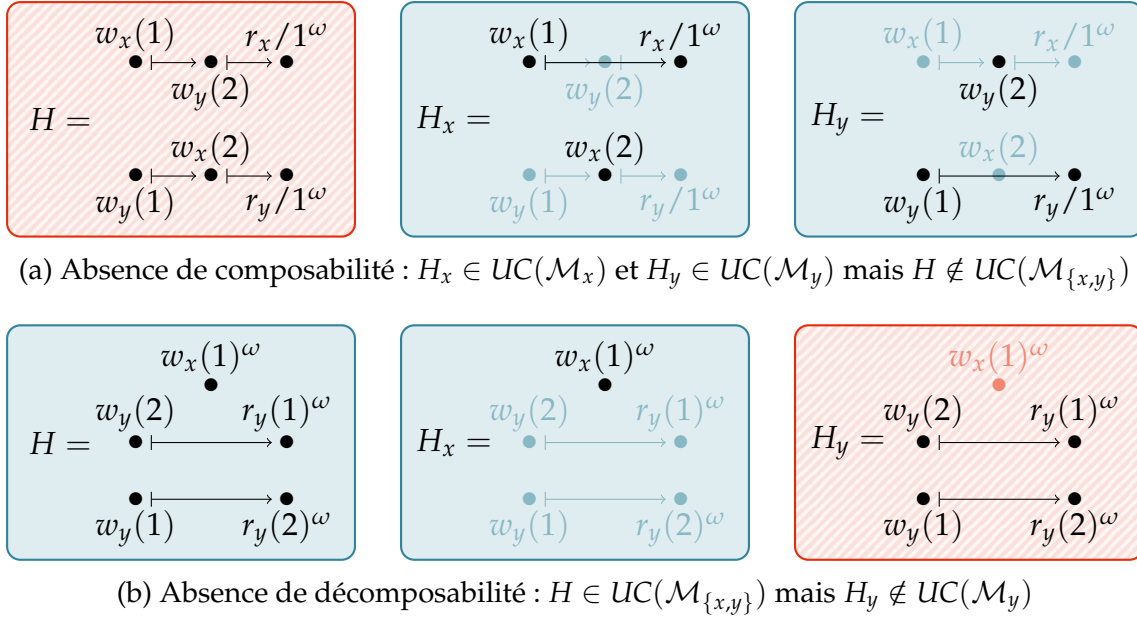 w_x(1) r_x/1^ω w_x(1) r_x/1^ω w_x(1) r_x/1^ω
w_y(2) w_y(2) w_y(2)
H = H_x = H_y =
w_x(2) w_x(2) w_x(2)
w_y(1) r_y/1^ω w_y(1) r_y/1^ω w_y(1) r_y/1^ω
(a) Absence de composabilité : H_x ∈ UC(ℳ_x) et H_y ∈ UC(ℳ_y) mais H ∉ UC(ℳ_{x,y})
w_x(1)^ω w_x(1)^ω w_x(1)^ω
w_y(2) r_y(1)^ω w_y(2) r_y(1)^ω w_y(2) r_y(1)^ω
H = H_x = H_y =
w_y(1) r_y(2)^ω w_y(1) r_y(2)^ω w_y(1) r_y(2)^ω
(b) Absence de décomposabilité : H ∈ UC(ℳ_{x,y}) mais H_y ∉ UC(ℳ_y)